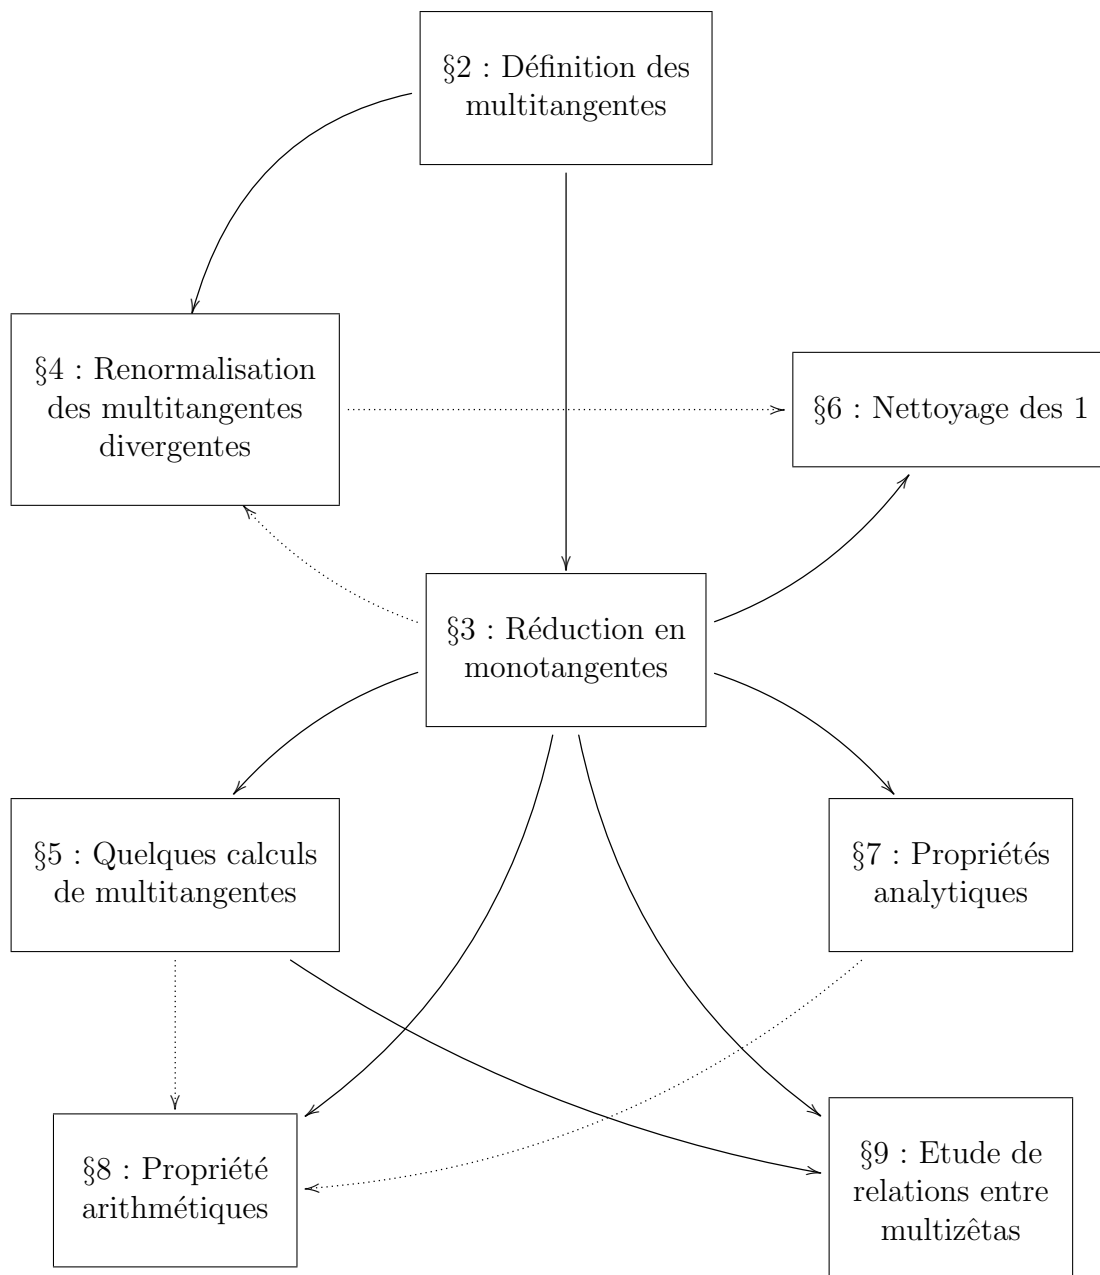 §2 : Définition des
multitangentes
§4 : Renormalisation
des multitangentes
divergentes
§6 : Nettoyage des 1
§3 : Réduction en
monotangentes
§5 : Quelques calculs
de multitangentes
§7 : Propriétés
analytiques
§8 : Propriété
arithmétiques
§9 : Etude de
relations entre
multizêtas